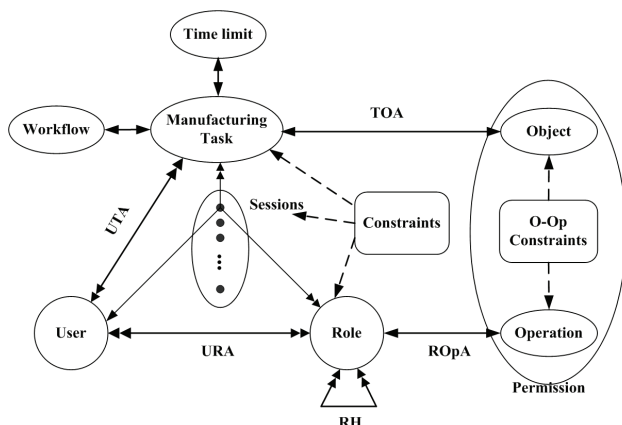 Time limit
Workflow
Manufacturing
Task
TOA
Object
UTA
Sessions
Constraints
O-Op
Constraints
User
URA
Role
ROpA
Operation
Permission
RH